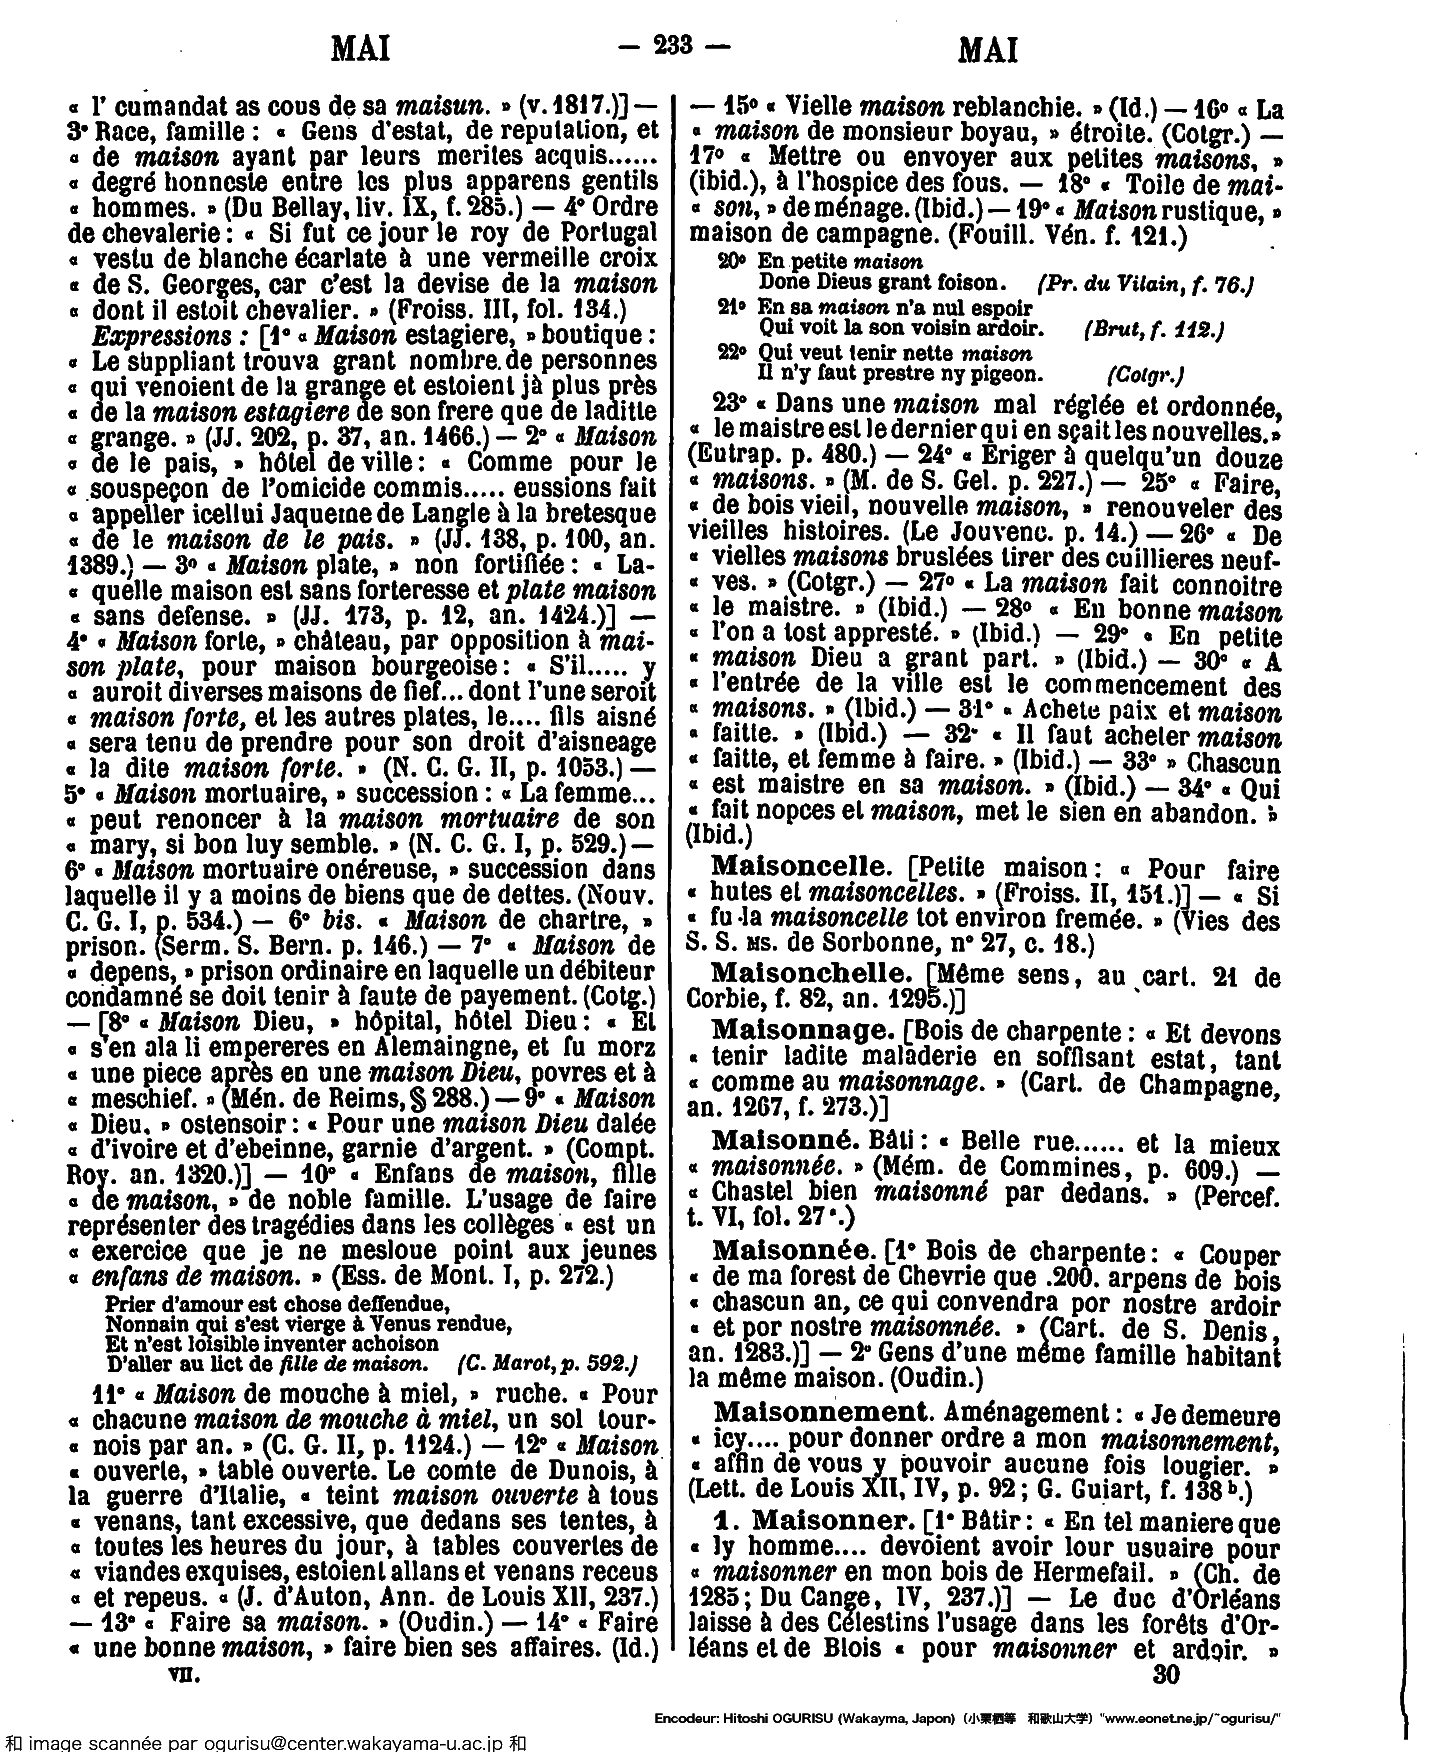 MAI
— 233 —
MAI
« l' cumandat as cous de sa maisun. » (v. 1817.)] —
3° Race, famille : « Gens d'estat, de reputation, et
« de maison ayant par leurs merites acquis......
« degré honneste entre les plus apparens gentils
« hommes. » (Du Bellay, liv. IX, f. 285.) — 4° Ordre
de chevalerie : « Si fut ce jour le roy de Portugal
« vestu de blanche écarlate à une vermeille croix
« de S. Georges, car c'est la devise de la maison
« dont il estoit chevalier. » (Froiss. III, fol. 134.)
Expressions : [1° « Maison estagiere, » boutique :
« Le suppliant trouva grant nombre de personnes
« qui venoient de la grange et estoient jà plus près
« de la maison estagiere de son frere que de laditte
« grange. » (JJ. 202, p. 37, an. 1466.) — 2° « Maison
« de le pais, » hôtel de ville : « Comme pour le
« souspeçon de l'omicide commis..... eussions fait
« appeller icellui Jaqueme de Langle à la bretesque
« de le maison de le pais. » (JJ. 138, p. 100, an.
1389.) — 3° « Maison plate, » non fortifiée : « La-
« quelle maison est sans forteresse et plate maison
« sans defense. » (JJ. 173, p. 12, an. 1424.)] —
4° « Maison forte, » château, par opposition à mai-
son plate, pour maison bourgeoise : « S'il..... y
« auroit diverses maisons de fief... dont l'une seroit
« maison forte, et les autres plates, le.... fils aisné
« sera tenu de prendre pour son droit d'aisneage
« la dite maison forte. » (N. C. G. II, p. 1053.) —
5° « Maison mortuaire, » succession : « La femme...
« peut renoncer à la maison mortuaire de son
« mary, si bon luy semble. » (N. C. G. I, p. 529.) —
6° « Maison mortuaire onéreuse, » succession dans
laquelle il y a moins de biens que de dettes. (Nouv.
C. G. I, p. 534.) — 6° bis. « Maison de chartre, »
prison. (Serm. S. Bern. p. 146.) — 7° « Maison de
« depens, » prison ordinaire en laquelle un débiteur
condamné se doit tenir à faute de payement. (Cotg.)
— [8° « Maison Dieu, » hôpital, hôtel Dieu : « Et
« s'en ala li empereres en Alemaingne, et fu morz
« une piece après en une maison Dieu, povres et à
« meschief. » (Mén. de Reims, § 288.) — 9° « Maison
« Dieu. » ostensoir : « Pour une maison Dieu dalée
« d'ivoire et d'ebeinne, garnie d'argent. » (Compt.
Roy. an. 1320.)] — 10° « Enfans de maison, fille
« de maison, » de noble famille. L'usage de faire
représenter des tragédies dans les collèges « est un
« exercice que je ne mesloue point aux jeunes
« enfans de maison. » (Ess. de Mont. I, p. 272.)
Prier d'amour est chose deffendue,
Nonnain qui s'est vierge à Venus rendue,
Et n'est loisible inventer achoison
D'aller au lict de fille de maison. (C. Marot, p. 592.)
11° « Maison de mouche à miel, » ruche. « Pour
« chacune maison de mouche à miel, un sol tour-
« nois par an. » (C. G. II, p. 1124.) — 12° « Maison
« ouverte, » table ouverte. Le comte de Dunois, à
la guerre d'Italie, « teint maison ouverte à tous
« venans, tant excessive, que dedans ses tentes, à
« toutes les heures du jour, à tables couvertes de
« viandes exquises, estoient allans et venans receus
« et repeus. « (J. d'Auton, Ann. de Louis XII, 237.)
— 13° « Faire sa maison. » (Oudin.) — 14° « Faire
« une bonne maison, » faire bien ses affaires. (Id.)
VII.
— 15° « Vielle maison reblanchie. » (Id.) — 16° « La
« maison de monsieur boyau, » étroite. (Cotgr.) —
17° « Mettre ou envoyer aux petites maisons, »
(ibid.), à l'hospice des fous. — 18° « Toile de mai-
« son, » de ménage. (Ibid.) — 19° « Maison rustique, »
maison de campagne. (Fouill. Vén. f. 121.)
20° En petite maison
Done Dieus grant foison. (Pr. du Vilain, f. 76.)
21° En sa maison n'a nul espoir
Qui voit la son voisin ardoir. (Brut, f. 112.)
22° Qui veut tenir nette maison
Il n'y faut prestre ny pigeon. (Cotgr.)
23° « Dans une maison mal réglée et ordonnée,
« le maistre est le dernier qui en sçait les nouvelles. »
(Eutrap. p. 480.) — 24° « Eriger à quelqu'un douze
« maisons. » (M. de S. Gel. p. 227.) — 25° « Faire,
« de bois vieil, nouvelle maison, » renouveler des
vieilles histoires. (Le Jouvenc. p. 14.) — 26° « De
« vielles maisons bruslées tirer des cuillieres neuf-
« ves. » (Cotgr.) — 27° « La maison fait connoitre
« le maistre. » (Ibid.) — 28° « En bonne maison
« l'on a tost appresté. » (Ibid.) — 29° « En petite
« maison Dieu a grant part. » (Ibid.) — 30° « A
« l'entrée de la ville est le commencement des
« maisons. » (Ibid.) — 31° « Achete paix et maison
« faitte. » (Ibid.) — 32° « Il faut acheter maison
« faitte, et femme à faire. » (Ibid.) — 33° » Chascun
« est maistre en sa maison. » (Ibid.) — 34° « Qui
« fait nopces et maison, met le sien en abandon. »
(Ibid.)
Maisoncelle. [Petite maison : « Pour faire
« hutes et maisoncelles. » (Froiss. II, 151.)] — « Si
« fu la maisoncelle tot environ fremée. » (Vies des
S. S. MS. de Sorbonne, n° 27, c. 18.)
Maisonchelle. [Même sens, au cart. 21 de
Corbie, f. 82, an. 1295.)]
Maisonnage. [Bois de charpente : « Et devons
« tenir ladite maladerie en soffisant estat, tant
« comme au maisonnage. » (Cart. de Champagne,
an. 1267, f. 273.)]
Maisonné. Bâti : « Belle rue...... et la mieux
« maisonnée. » (Mém. de Commines, p. 609.) —
« Chastel bien maisonné par dedans. » (Percef.
t. VI, fol. 27 ª.)
Maisonnée. [1° Bois de charpente : « Couper
« de ma forest de Chevrie que .200. arpens de bois
« chascun an, ce qui convendra por nostre ardoir
« et por nostre maisonnée. » (Cart. de S. Denis,
an. 1283.)] — 2° Gens d'une même famille habitant
la même maison. (Oudin.)
Maisonnement. Aménagement : « Je demeure
« icy.... pour donner ordre a mon maisonnement,
« affin de vous y pouvoir aucune fois lougier. »
(Lett. de Louis XII, IV, p. 92 ; G. Guiart, f. 138 b.)
1. Maisonner. [1° Bâtir : « En tel maniere que
« ly homme.... devoient avoir lour usuaire pour
« maisonner en mon bois de Hermefail. » (Ch. de
1285 ; Du Cange, IV, 237.)] — Le duc d'Orléans
laisse à des Célestins l'usage dans les forêts d'Or-
léans et de Blois « pour maisonner et ardoir. »
30
Encodeur: Hitoshi OGURISU (Wakayma, Japon) (小栗栖等 和歌山大学) "www.eonet.ne.jp/~ogurisu/"
和 image scannée par ogurisu@center.wakayama-u.ac.jp 和